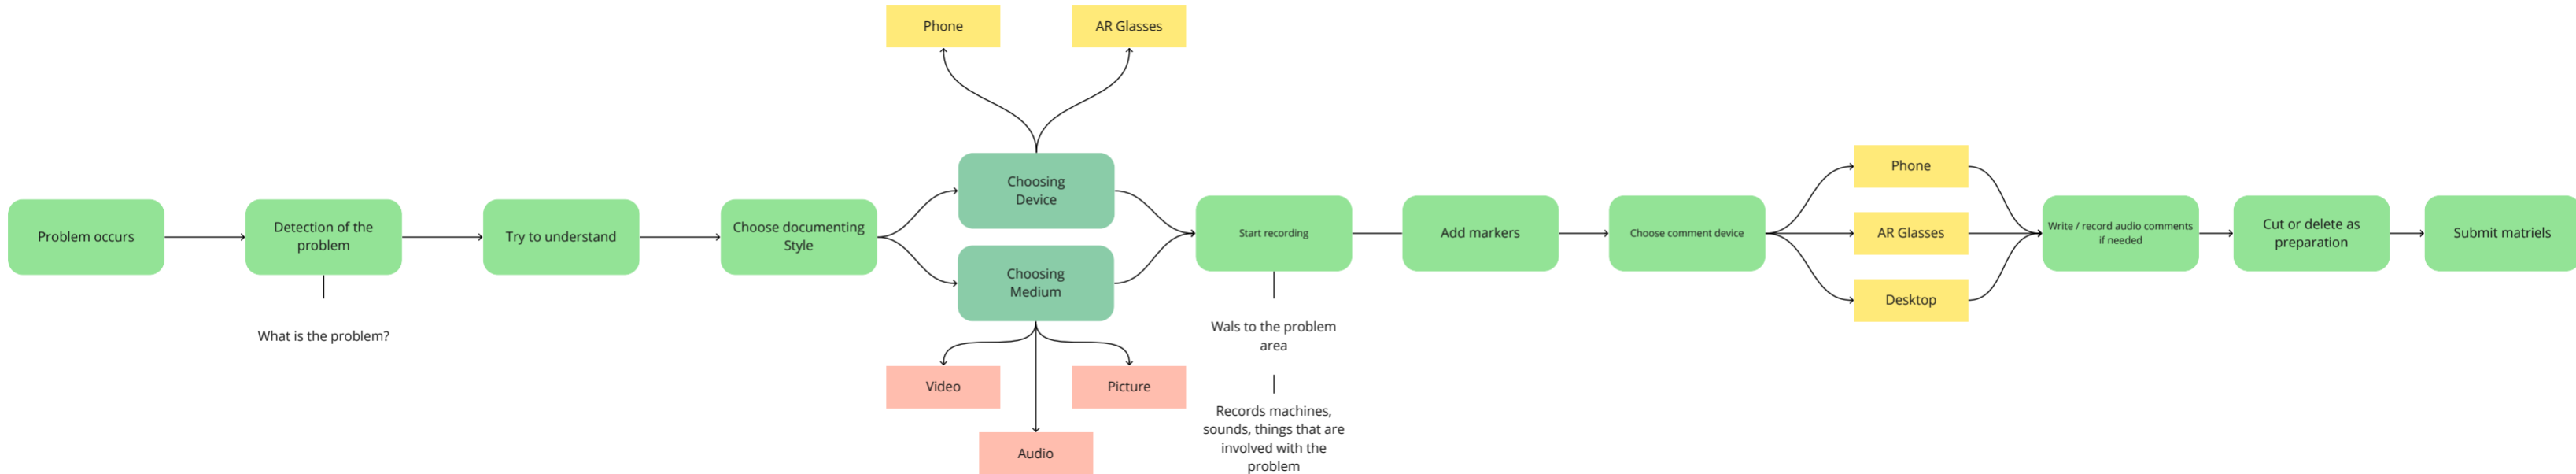 Phone
AR Glasses
Problem occurs
Detection of the
problem
What is the problem?
Try to understand
Choose documenting
Style
Choosing
Device
Choosing
Medium
Video
Picture
Audio
Start recording
Wals to the problem
area
Records machines,
sounds, things that are
involved with the
problem
Add markers
Choose comment device
Phone
AR Glasses
Desktop
Write / record audio comments
if needed
Cut or delete as
preparation
Submit matriels